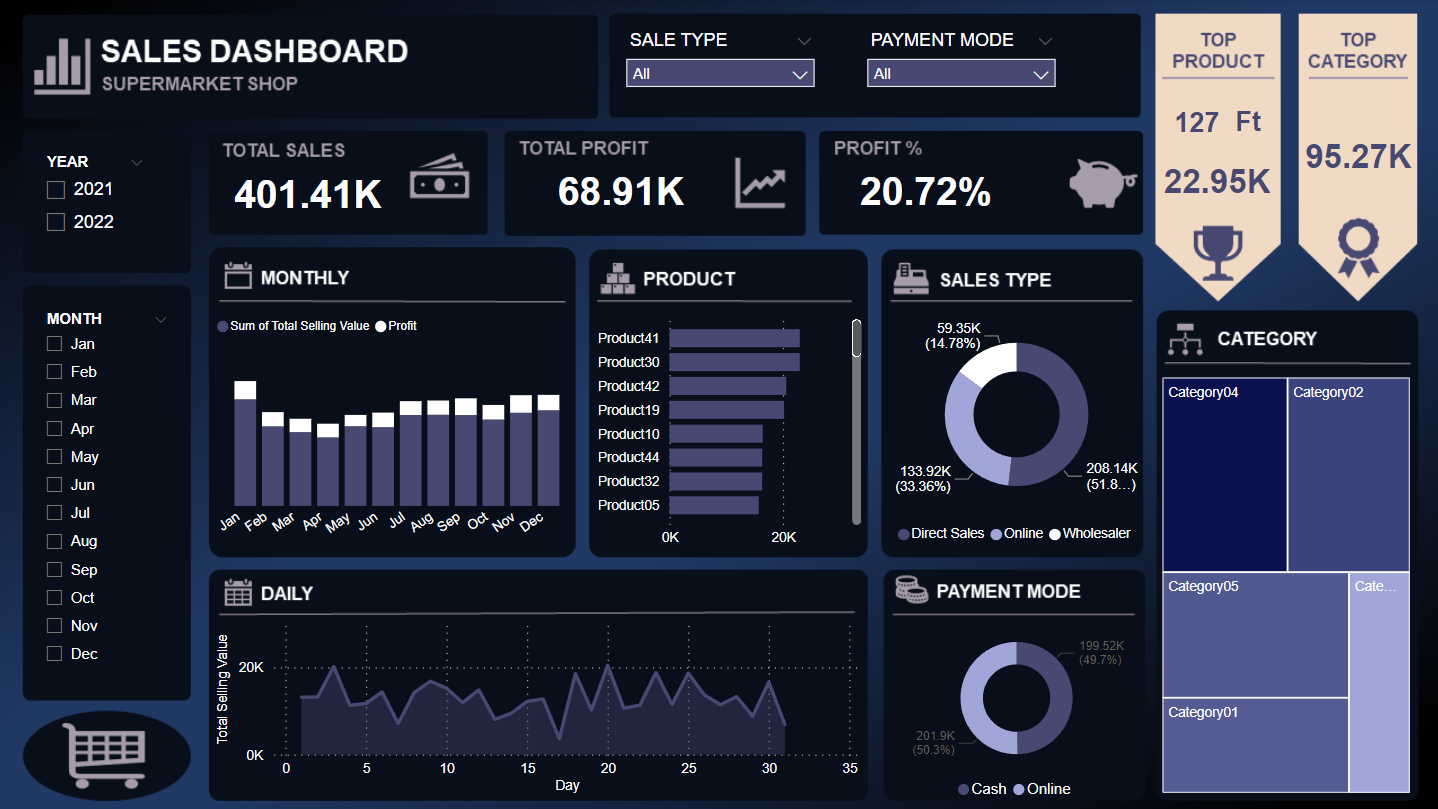 SALES DASHBOARD
SUPERMARKET SHOP
SALE TYPE
All
PAYMENT MODE
All
TOP
PRODUCT
127 Ft
22.95K
TOP
CATEGORY
95.27K
YEAR
2021
2022
TOTAL SALES
401.41K
TOTAL PROFIT
68.91K
PROFIT %
20.72%
MONTH
Jan
Feb
Mar
Apr
May
Jun
Jul
Aug
Sep
Oct
Nov
Dec
MONTHLY
Sum of Total Selling Value Profit
Jan Feb Mar Apr May Jun Jul Aug Sep Oct Nov Dec
PRODUCT
Product41
Product30
Product42
Product19
Product10
Product44
Product32
Product05
0K 20K
SALES TYPE
59.35K
(14.78%)
133.92K
(33.36%)
208.14K
(51.8...)
Direct Sales Online Wholesaler
CATEGORY
Category04
Category02
Category05
Cate...
Category01
DAILY
Total Selling Value
20K
0K
0 5 10 15 20 25 30 35
Day
PAYMENT MODE
199.52K
(49.7%)
201.9K
(50.3%)
Cash Online